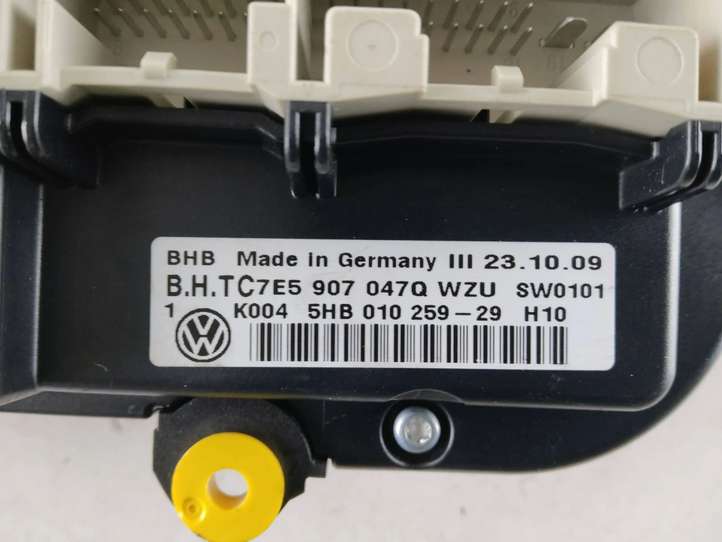 BHB Made in Germany III 23.10.09
B.H.TC7E5 907 047Q WZU SW0101
1 K004 5HB 010 259-29 H10